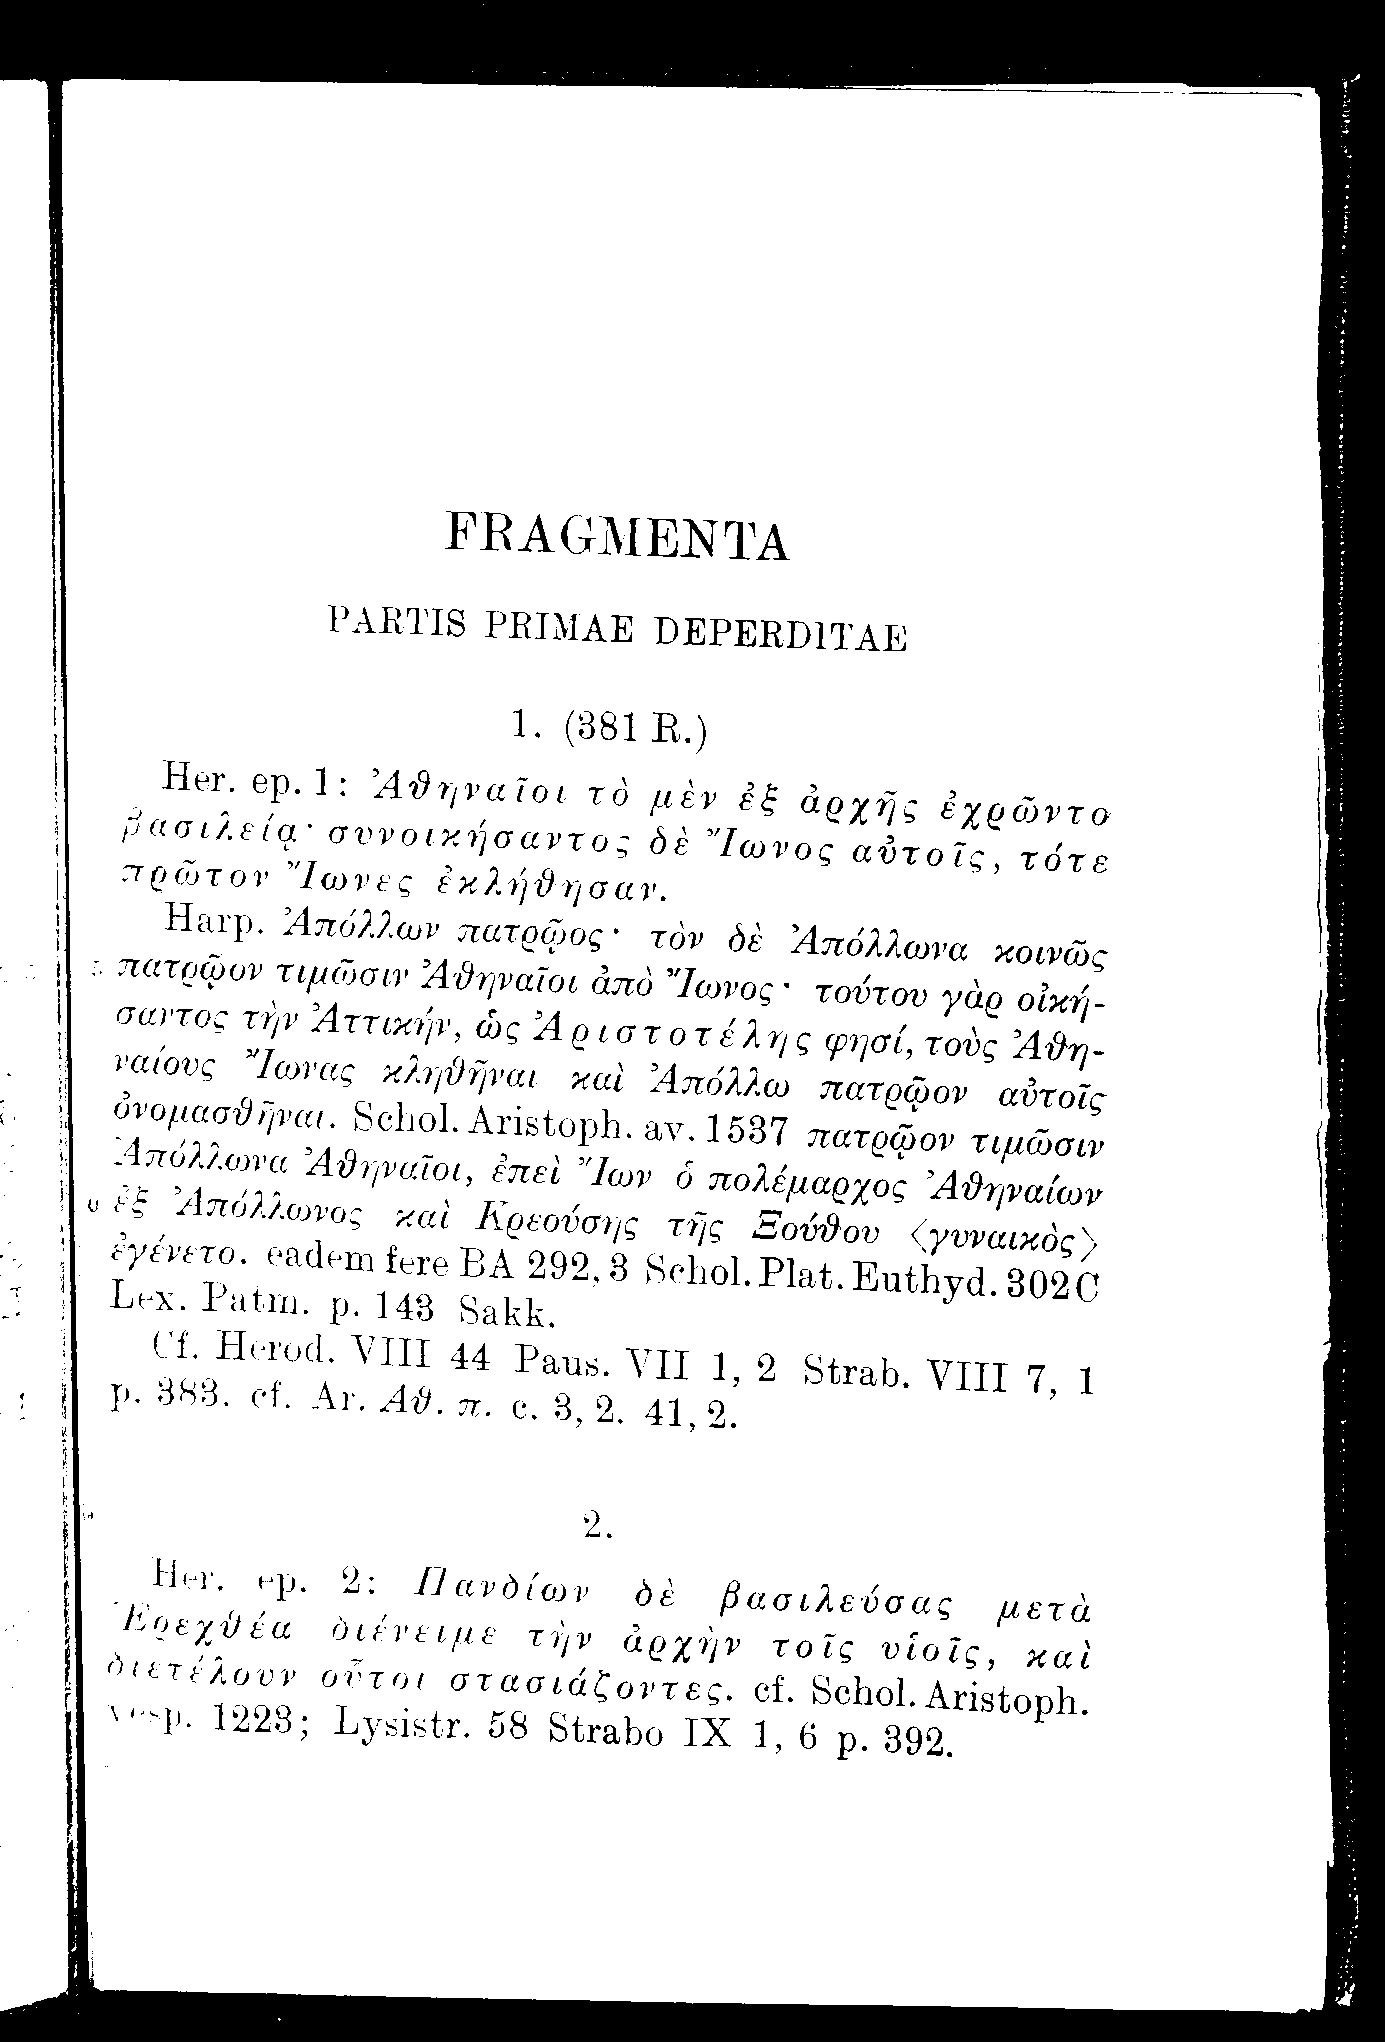 FRAGMENTA
PARTIS PRIMAE DEPERDITAE
1. (381 R.)
Her. ep. 1: Ἀθηναῖοι τὸ μὲν ἐξ ἀρχῆς ἐχρῶντο
βασιλείᾳ· συνοικήσαντος δὲ Ἴωνος αὐτοῖς, τότε
πρῶτον Ἴωνες ἐκλήθησαν.
Harp. Ἀπόλλων πατρῷος· τὸν δὲ Ἀπόλλωνα κοινῶς
πατρῷον τιμῶσιν Ἀθηναῖοι ἀπὸ Ἴωνος· τούτου γὰρ οἰκή-
σαντος τὴν Ἀττικήν, ὡς Ἀριστοτέλης φησί, τοὺς Ἀθη-
ναίους Ἴωνας κληθῆναι καὶ Ἀπόλλω πατρῷον αὐτοῖς
ὀνομασθῆναι. Schol. Aristoph. av. 1537 πατρῷον τιμῶσιν
Ἀπόλλωνα Ἀθηναῖοι, ἐπεὶ Ἴων ὁ πολέμαρχος Ἀθηναίων
ἐξ Ἀπόλλωνος καὶ Κρεούσης τῆς Ξούθου ⟨γυναικὸς⟩
ἐγένετο. eadem fere BA 292, 3 Schol. Plat. Euthyd. 302C
Lex. Patm. p. 143 Sakk.
Cf. Herod. VIII 44 Paus. VII 1, 2 Strab. VIII 7, 1
p. 383. cf. Ar. Αθ. π. c. 3, 2. 41, 2.
2.
Her. ep. 2: Πανδίων δὲ βασιλεύσας μετὰ
Ἐρεχθέα διένειμε τὴν ἀρχὴν τοῖς υἱοῖς, καὶ
διετέλουν οὗτοι στασιάζοντες. cf. Schol. Aristoph.
vesp. 1223; Lysistr. 58 Strabo IX 1, 6 p. 392.